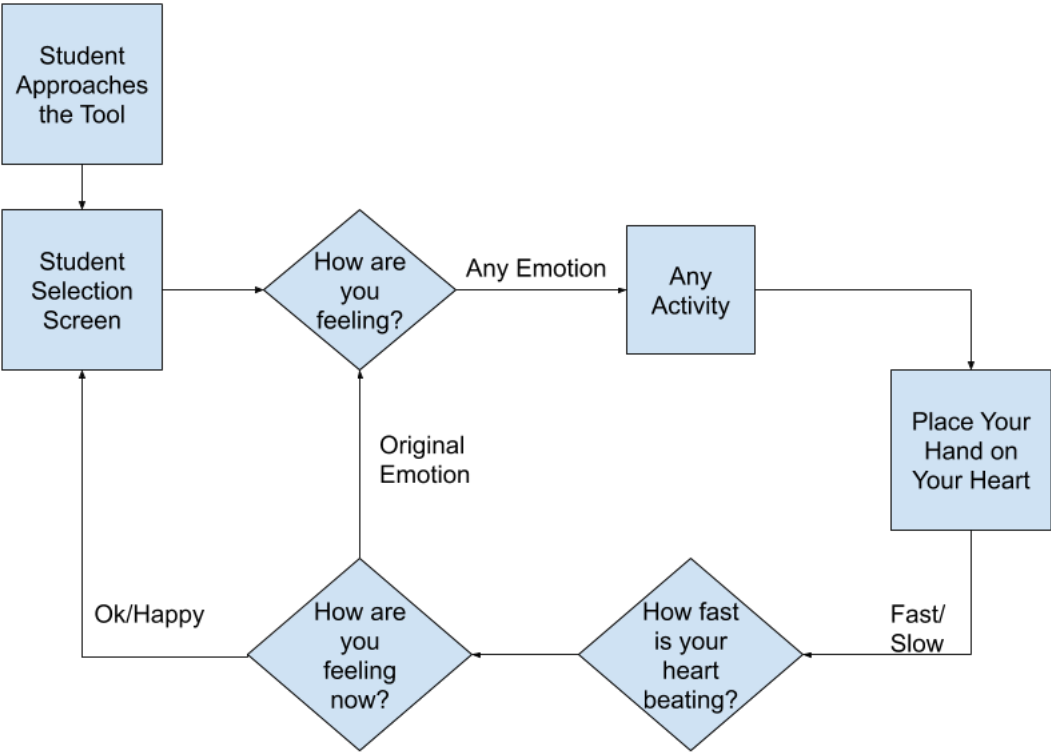 Student
Approaches
the Tool
Student
Selection
Screen
How are
you
feeling?
Any Emotion
Any
Activity
Place Your
Hand on
Your Heart
Original
Emotion
Ok/Happy
How are
you
feeling
now?
How fast
is your
heart
beating?
Fast/
Slow